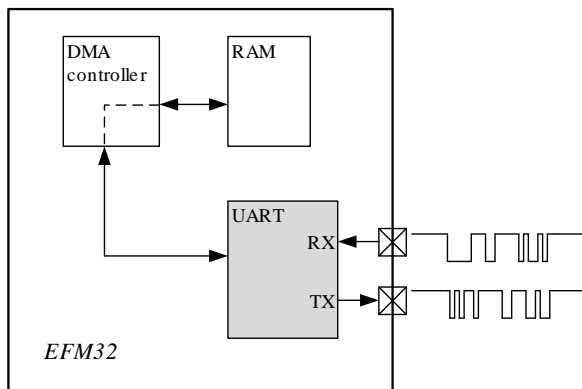 DMA
controller
RAM
UART
RX
TX
EFM32